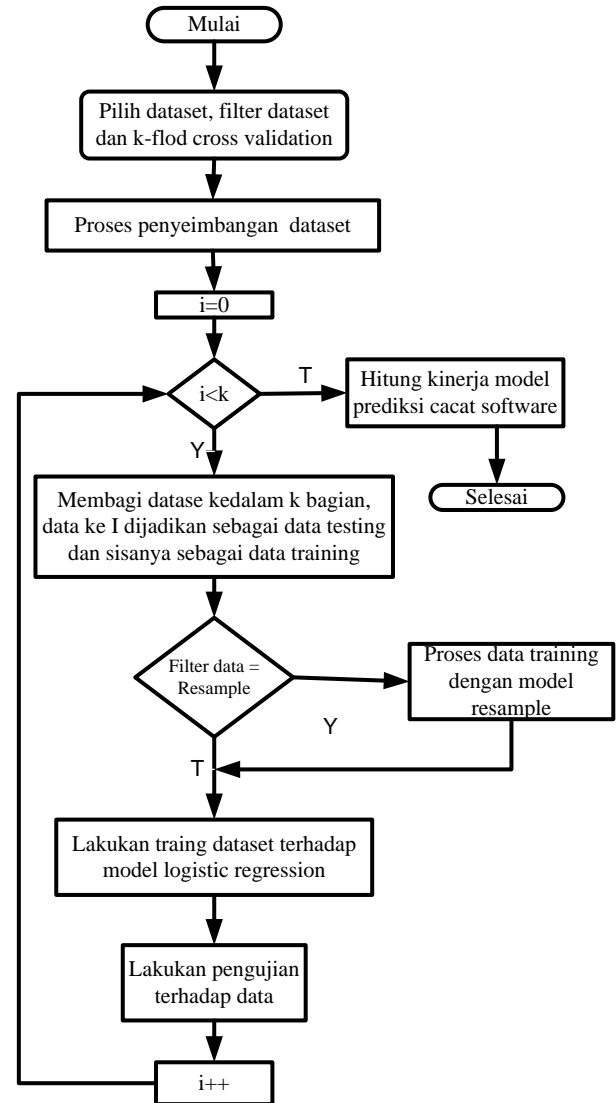 Mulai
Pilih dataset, filter dataset
dan k-flod cross validation
Proses penyeimbangan dataset
i=0
i<k
T
Hitung kinerja model
prediksi cacat software
Selesai
Y
Membagi datase kedalam k bagian,
data ke I dijadikan sebagai data testing
dan sisanya sebagai data training
Filter data =
Resample
Y
Proses data training
dengan model
resample
T
Lakukan traing dataset terhadap
model logistic regression
Lakukan pengujian
terhadap data
i++